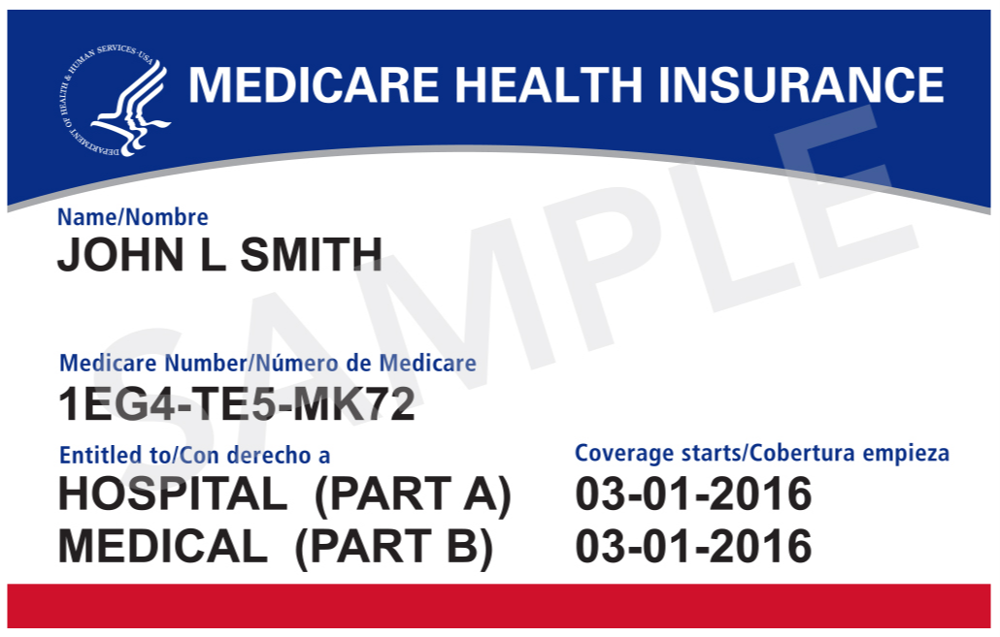 DEPARTMENT OF HEALTH & HUMAN SERVICES·USA
MEDICARE HEALTH INSURANCE
SAMPLE
Name/Nombre
JOHN L SMITH
Medicare Number/Número de Medicare
1EG4-TE5-MK72
Entitled to/Con derecho a
Coverage starts/Cobertura empieza
HOSPITAL (PART A) 03-01-2016
MEDICAL (PART B) 03-01-2016